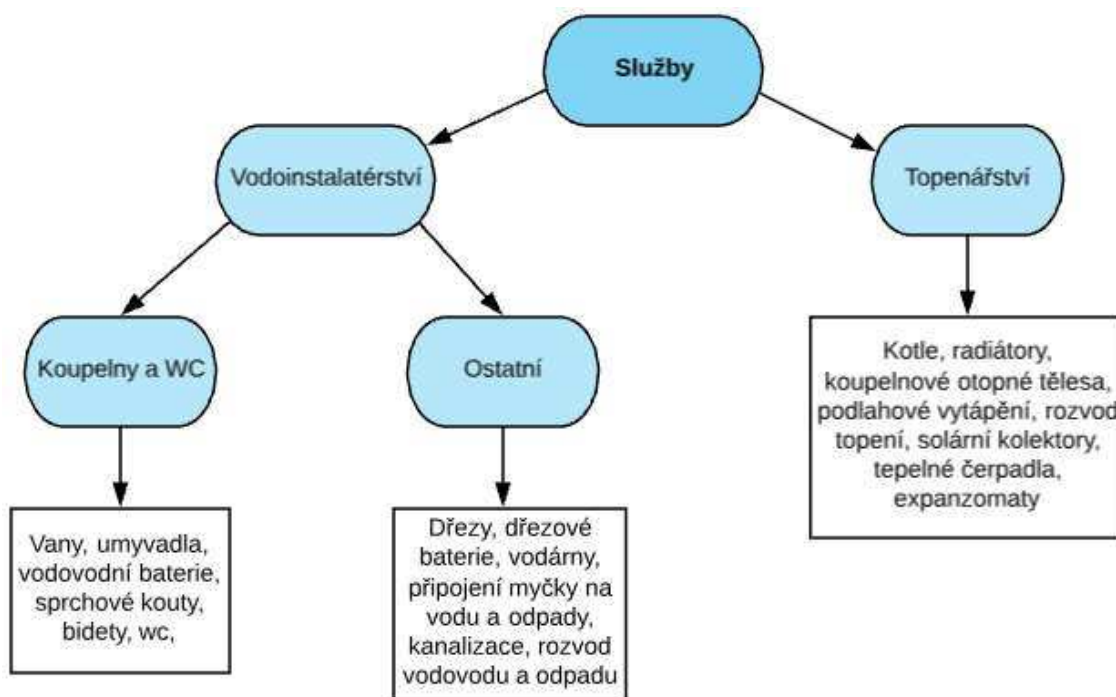 Služby
Vodoinstalatérství
Topenářství
Koupelny a WC
Ostatní
Kotle, radiátory,
koupelnové otopné tělesa,
podlahové vytápění, rozvod
topení, solární kolektory,
tepelné čerpadla,
expanzomaty
Vany, umyvadla,
vodovodní baterie,
sprchové kouty,
bidety, wc,
Dřezy, dřezové
baterie, vodárny,
připojení myčky na
vodu a odpady,
kanalizace, rozvod
vodovodu a odpadu